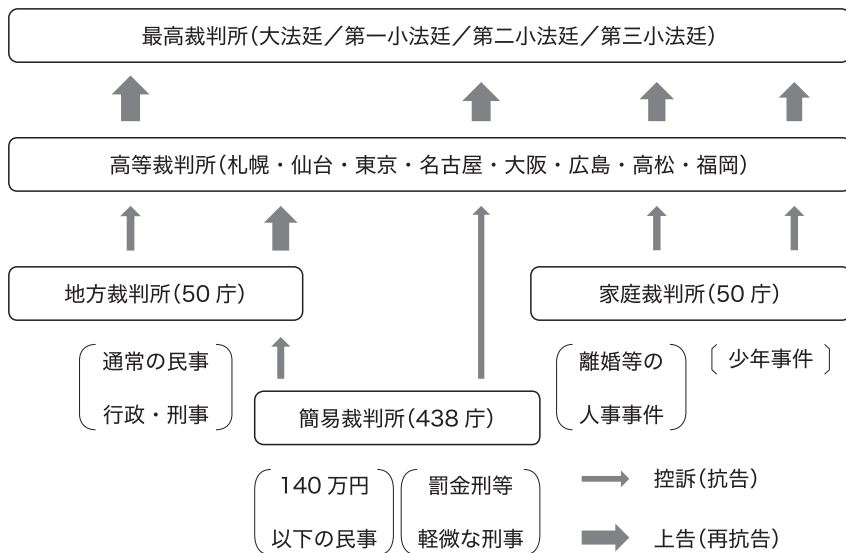 最高裁判所(大法廷／第一小法廷／第二小法廷／第三小法廷)
高等裁判所(札幌・仙台・東京・名古屋・大阪・広島・高松・福岡)
地方裁判所(50庁)
家庭裁判所(50庁)
通常の民事
行政・刑事
離婚等の
人事事件
〔少年事件〕
簡易裁判所(438庁)
140万円
以下の民事
罰金刑等
軽微な刑事
控訴(抗告)
上告(再抗告)